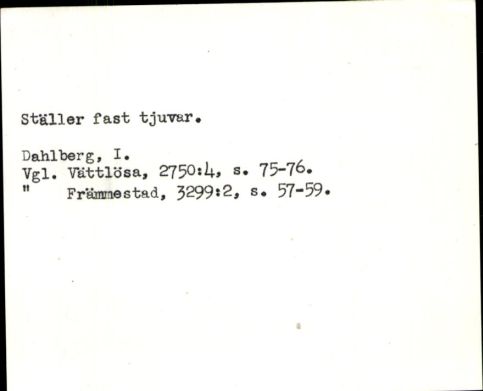 Ställer fast tjuvar.
Dahlberg, I.
Vgl. Vättlösa, 2750:4, s. 75-76.
" Främmestad, 3299:2, s. 57-59.